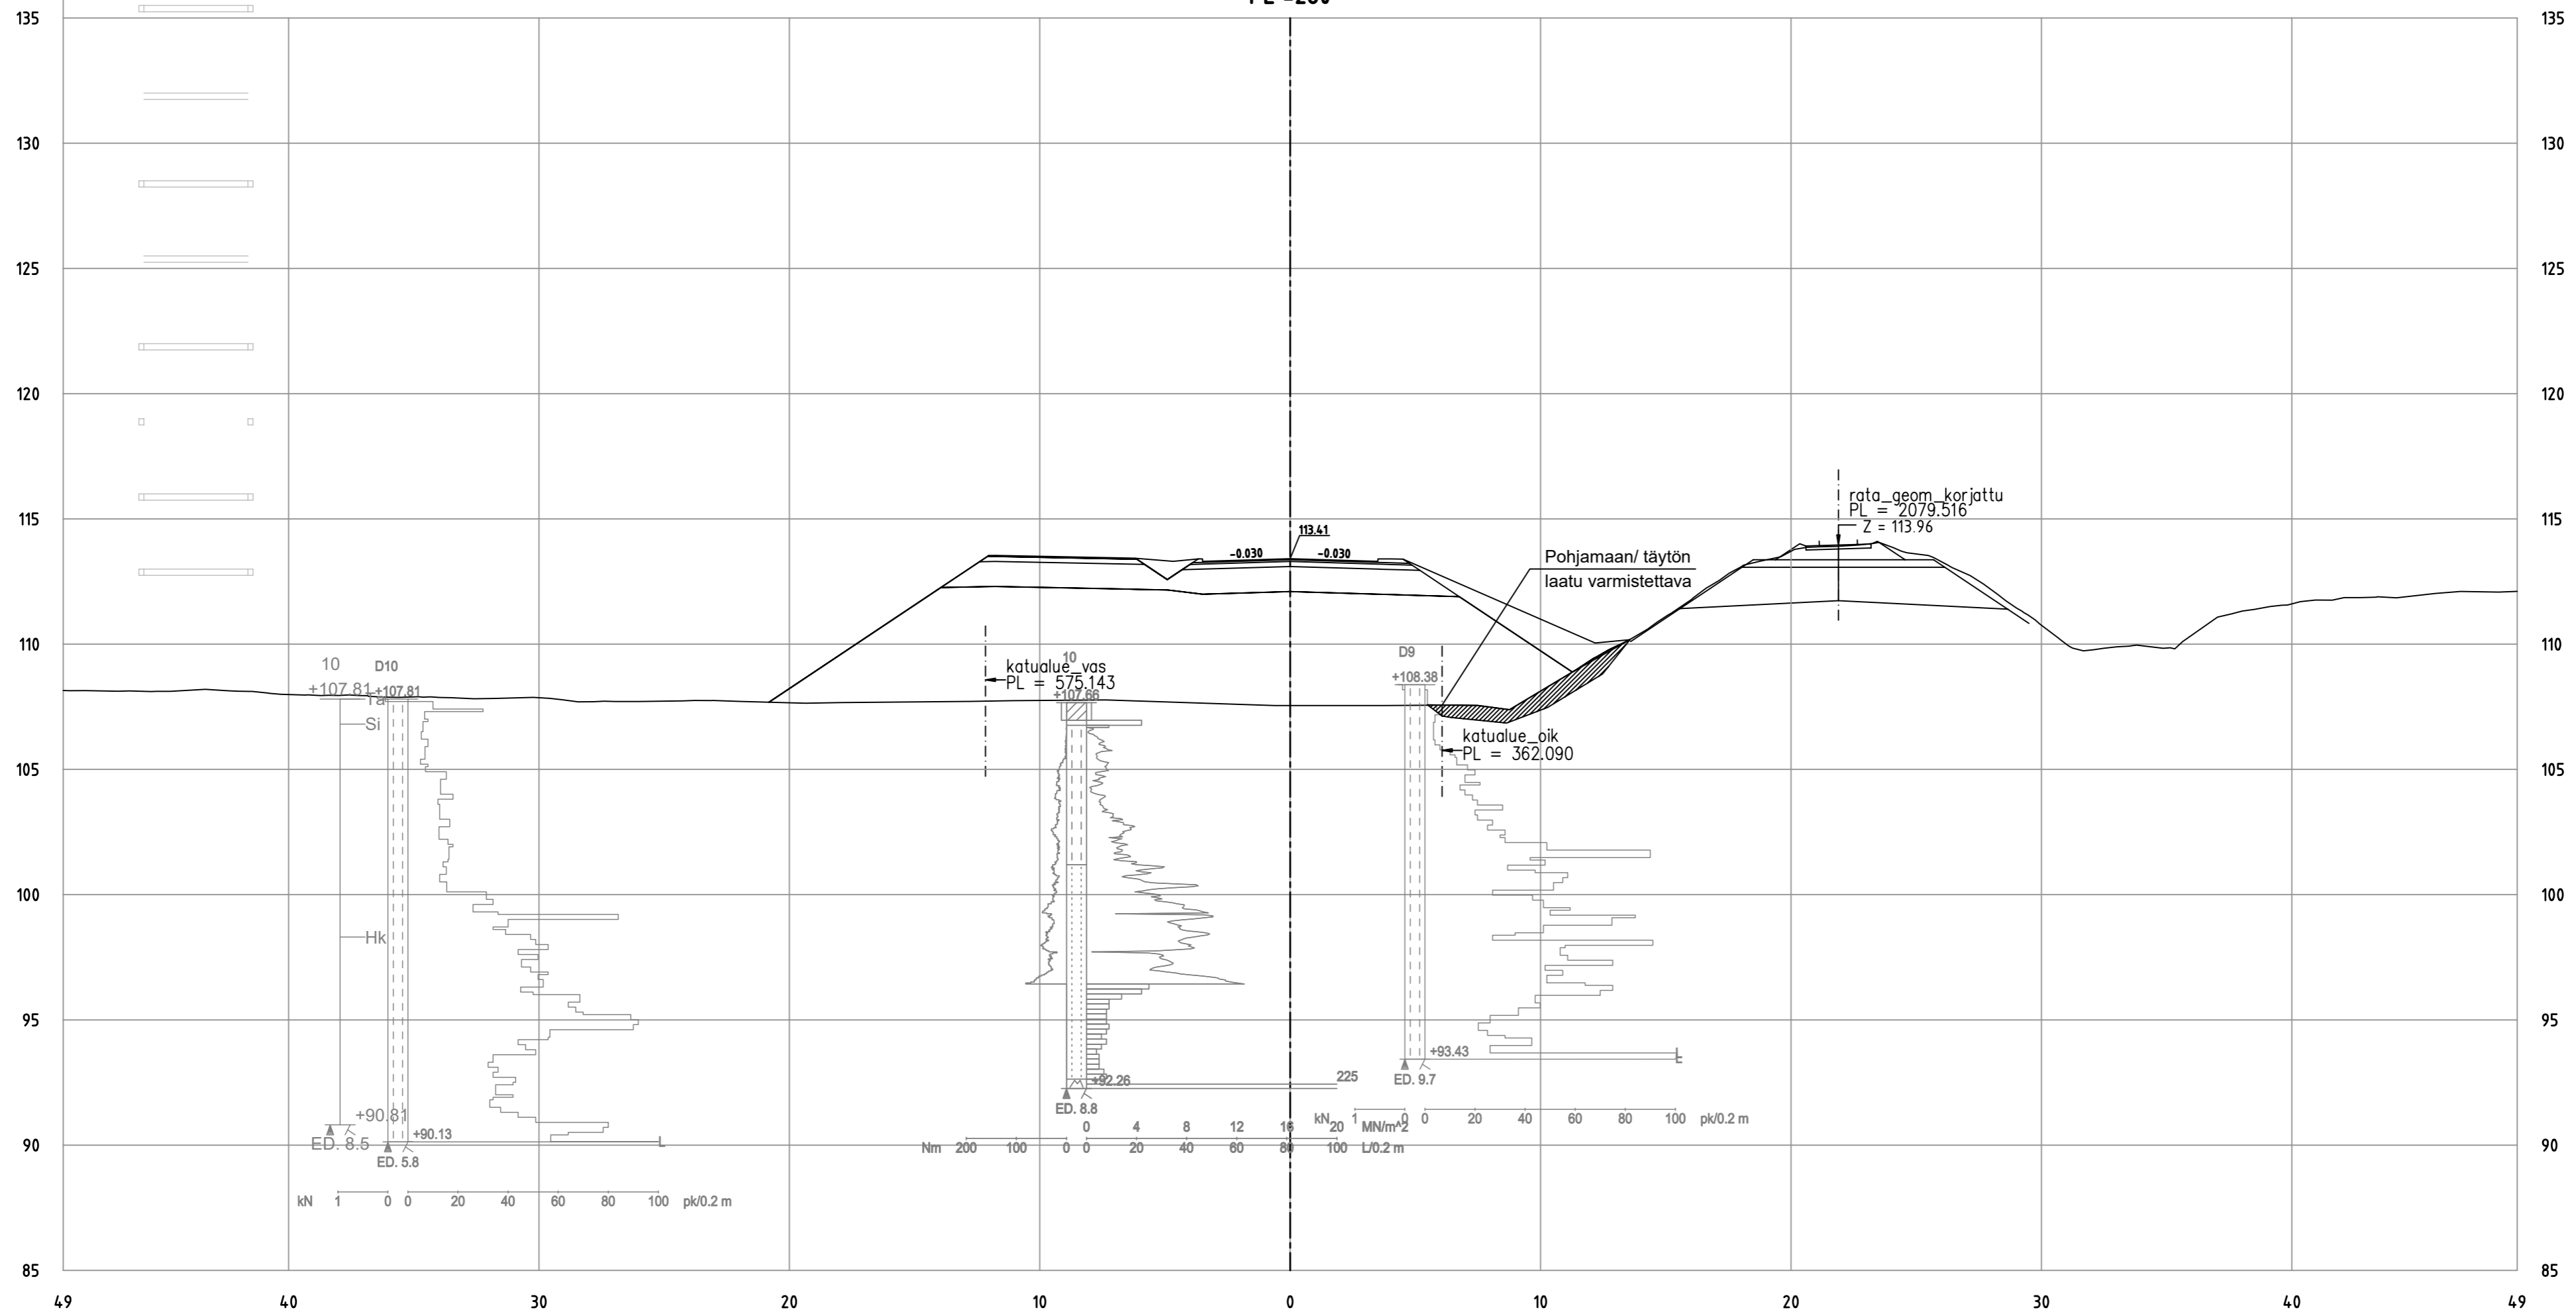 135 135
130 130
125 125
120 120
115 115
110 110
105 105
100 100
95 95
90 90
85 85
rata_geom_korjattu
PL = 2079.516
Z = 113.96
113.41
-0.030 -0.030
Pohjamaan/ täytön
laatu varmistettava
katualue_vas
PL = 575.143
katualue_oik
PL = 362.090
10 D10
+107.81 +107.81
Ta
Si
Hk
+90.81
ED. 8.5
+90.13
ED. 5.8
kN 1 0 0 20 40 60 80 100 pk/0.2 m
10
+107.66
+92.26
225
ED. 8.8
0 4 8 12 16 20 MN/m^2
Nm 200 100 0 0 20 40 60 80 100 L/0.2 m
D9
+108.38
+93.43
ED. 9.7
kN 1 0 0 20 40 60 80 100 pk/0.2 m
49 40 30 20 10 0 10 20 30 40 49